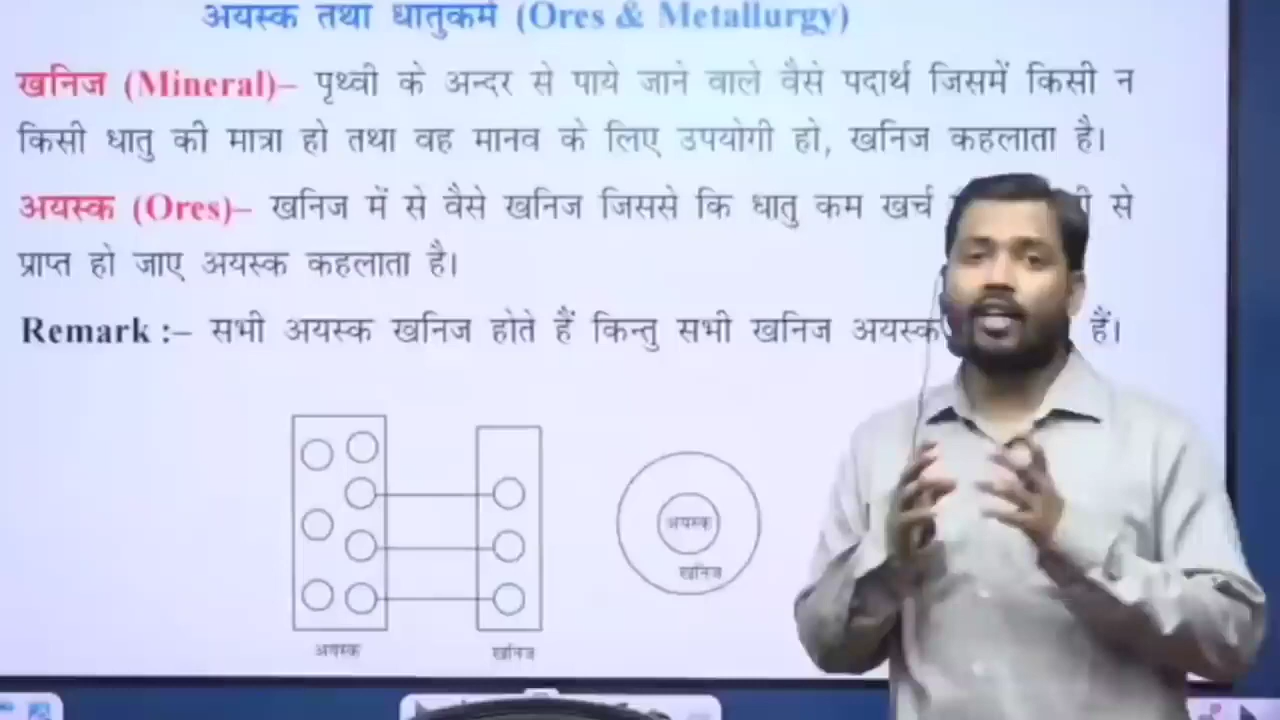 अयस्क तथा धातुकर्म (Ores & Metallurgy)
खनिज (Mineral)– पृथ्वी के अन्दर से पाये जाने वाले वैसे पदार्थ जिसमें किसी न
किसी धातु की मात्रा हो तथा वह मानव के लिए उपयोगी हो, खनिज कहलाता है।
अयस्क (Ores)– खनिज में से वैसे खनिज जिससे कि धातु कम खर्च से
प्राप्त हो जाए अयस्क कहलाता है।
Remark :– सभी अयस्क खनिज होते हैं किन्तु सभी खनिज अयस्क हैं।
अयस्क
खनिज
अयस्क
खनिज